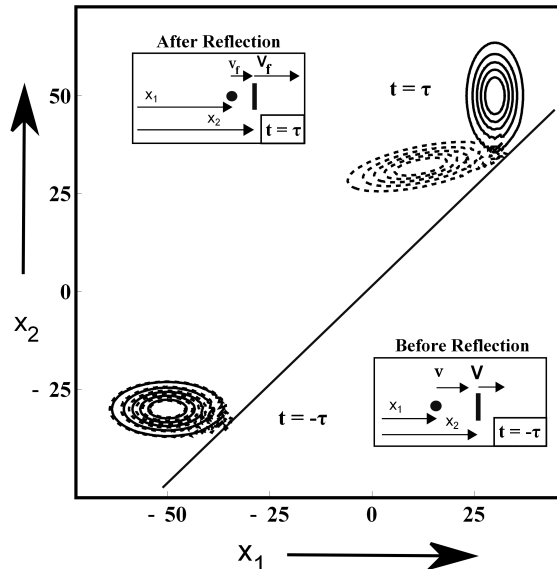 After Reflection
v_f V_f
x_1
x_2
t = τ
t = τ
50
25
0
- 25
x_2
Before Reflection
v V
x_1
x_2
t = -τ
t = -τ
- 50
0
25
x_1